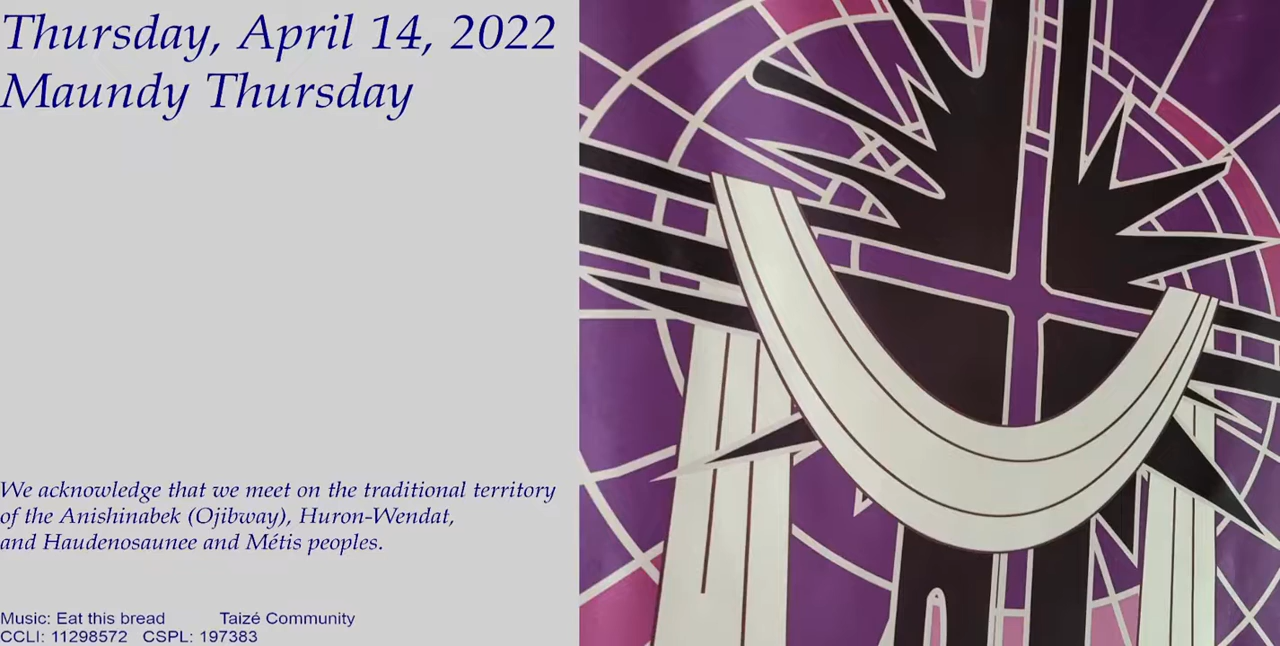 Thursday, April 14, 2022
Maundy Thursday
We acknowledge that we meet on the traditional territory
of the Anishinabek (Ojibway), Huron-Wendat,
and Haudenosaunee and Métis peoples.
Music: Eat this bread Taizé Community
CCLI: 11298572 CSPL: 197383